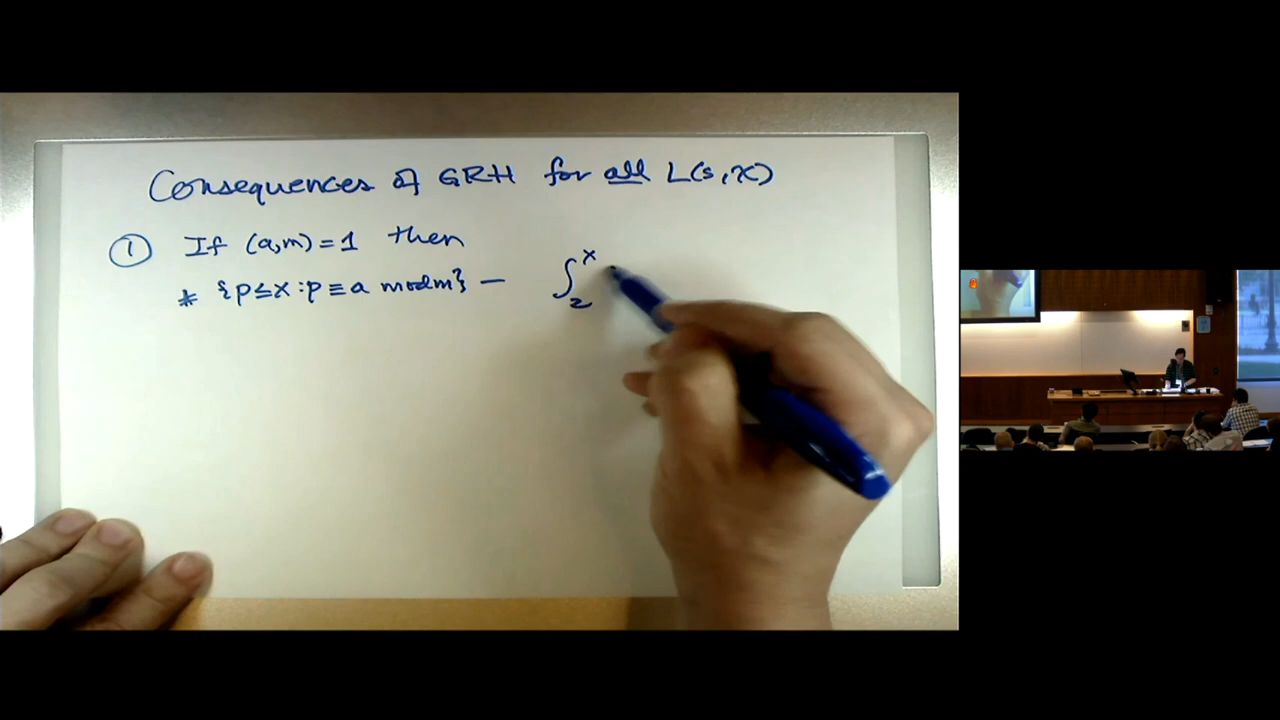 Consequences of GRH for all L(s, χ)
① If (a,m)=1 then
# {p≤x : p≡a mod m} — ∫₂ˣ